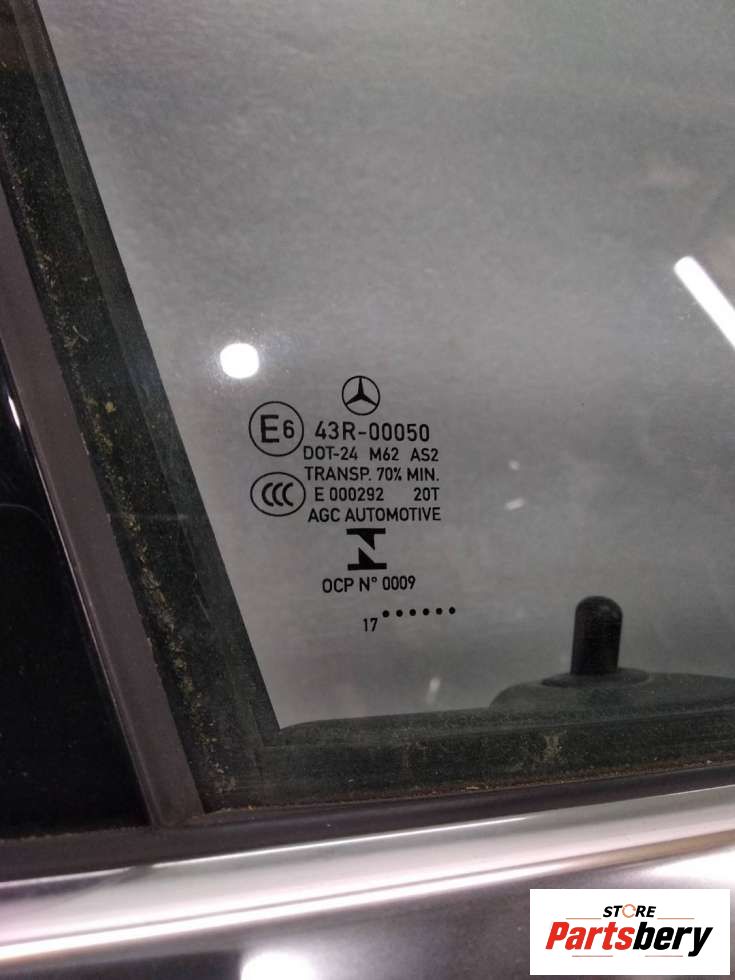 E6 43R-00050
DOT-24 M62 AS2
TRANSP. 70% MIN.
CCC E 000292 20T
AGC AUTOMOTIVE
N
OCP N° 0009
17 ••••••
STORE
Partsbery